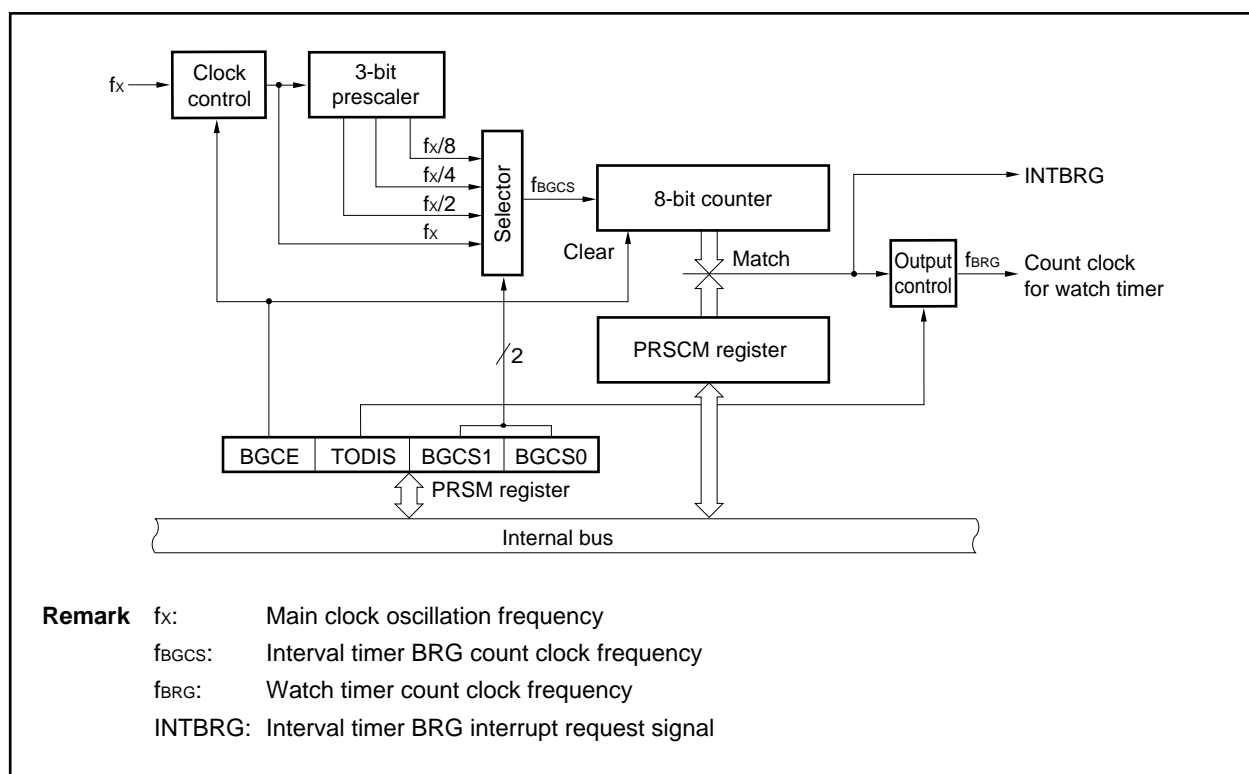 fX
Clock
control
3-bit
prescaler
fX/8
fX/4
fX/2
fX
Selector
fBGCS
8-bit counter
Clear
Match
INTBRG
Output
control
fBRG
Count clock
for watch timer
PRSCM register
2
BGCE TODIS BGCS1 BGCS0
PRSM register
Internal bus
Remark fX: Main clock oscillation frequency
fBGCS: Interval timer BRG count clock frequency
fBRG: Watch timer count clock frequency
INTBRG: Interval timer BRG interrupt request signal